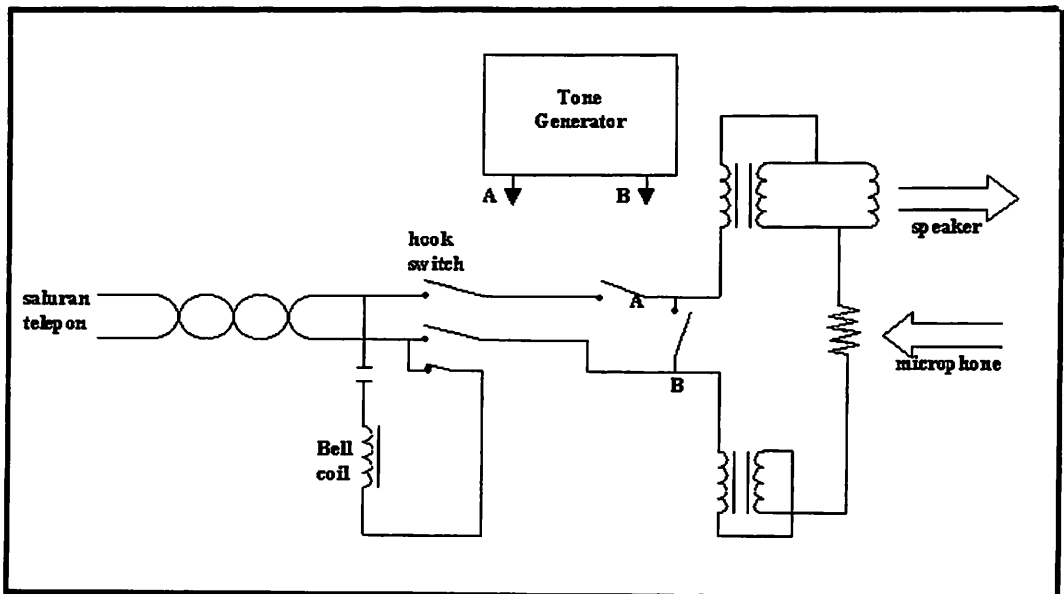 Tone
Generator
A
B
speaker
hook
switch
saluran
telepon
A
microphone
B
Bell
coil